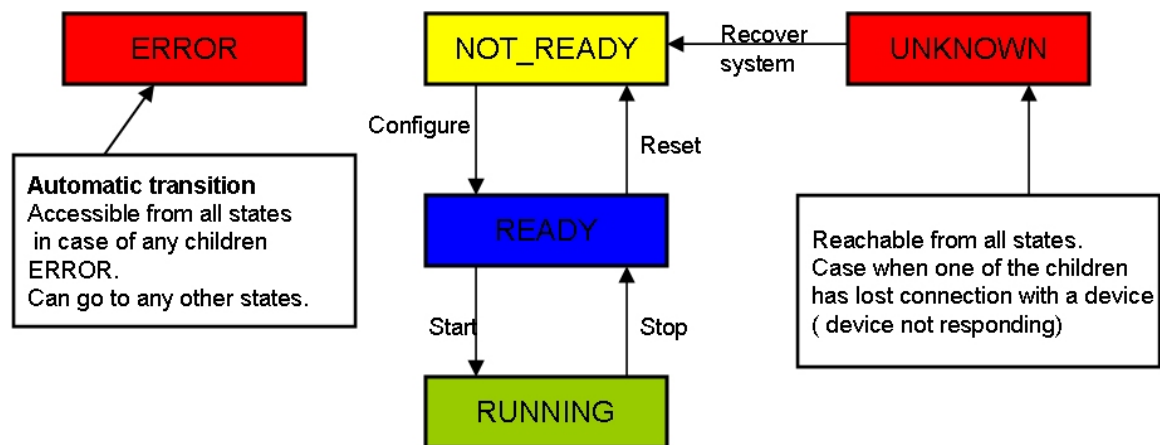 ERROR
NOT_READY
Recover
system
UNKNOWN
Configure
Reset
Automatic transition
Accessible from all states
in case of any children
ERROR.
Can go to any other states.
READY
Reachable from all states.
Case when one of the children
has lost connection with a device
( device not responding)
Start
Stop
RUNNING